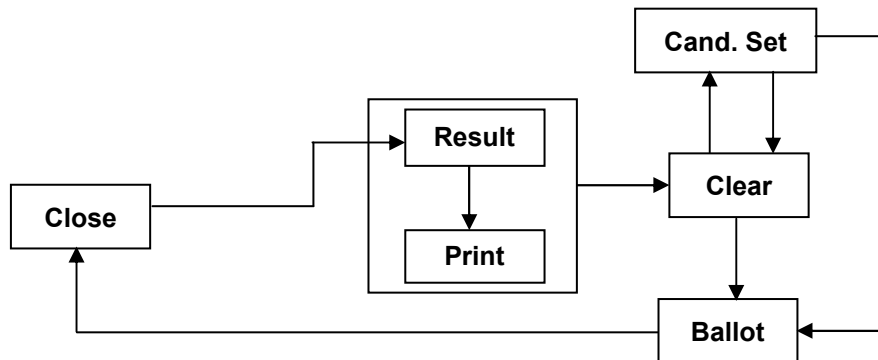 Cand. Set
Result
Clear
Close
Print
Ballot